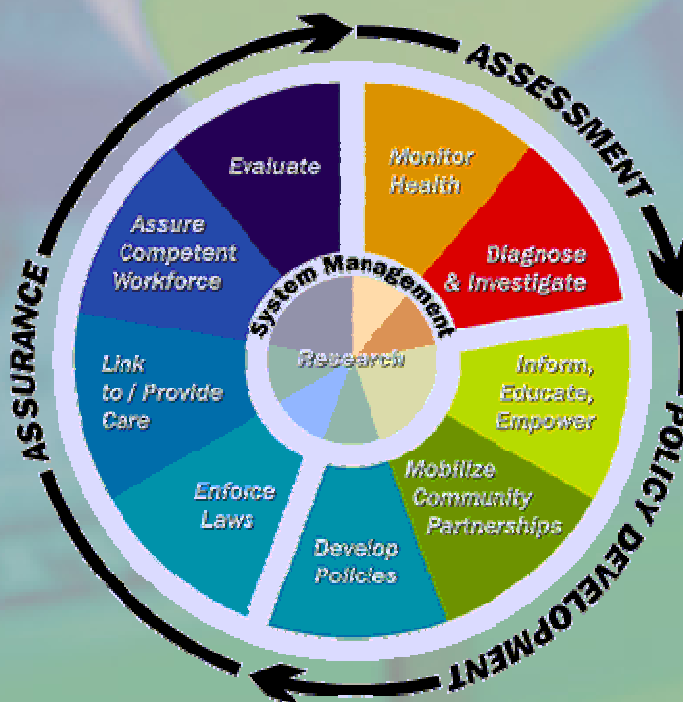 ASSESSMENT
POLICY DEVELOPMENT
ASSURANCE
Monitor
Health
Diagnose
& Investigate
Inform,
Educate,
Empower
Mobilize
Community
Partnerships
Develop
Policies
Enforce
Laws
Link
to / Provide
Care
Assure
Competent
Workforce
Evaluate
System Management
Research